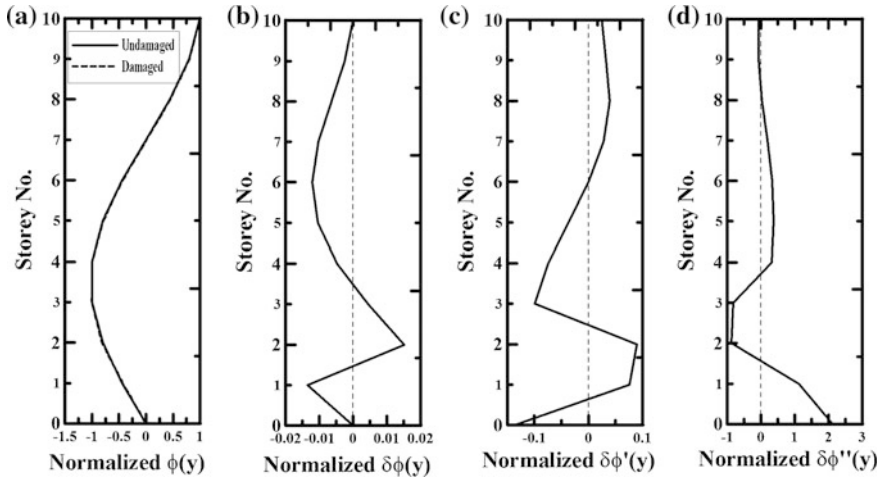 (a) (b) (c) (d)
Undamaged
Damaged
Storey No.
10
9
8
7
6
5
4
3
2
1
0
-1.5 -1 -0.5 0 0.5 1
Normalized ϕ(y)
Storey No.
10
9
8
7
6
5
4
3
2
1
0
-0.02 -0.01 0 0.01 0.02
Normalized δϕ(y)
Storey No.
10
9
8
7
6
5
4
3
2
1
0
-0.1 0 0.1
Normalized δϕ'(y)
Storey No.
10
9
8
7
6
5
4
3
2
1
0
-1 0 1 2 3
Normalized δϕ''(y)